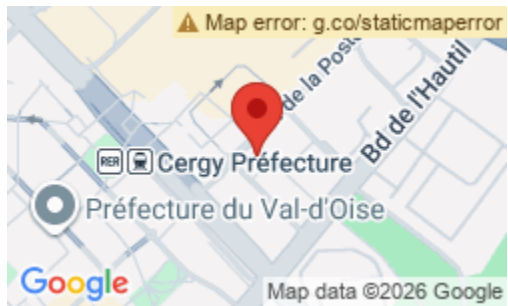 Map error: g.co/staticmaperror
de la Poste
Bd de l'Hautil
RER
Cergy Préfecture
Préfecture du Val-d'Oise
Google
Map data ©2026 Google